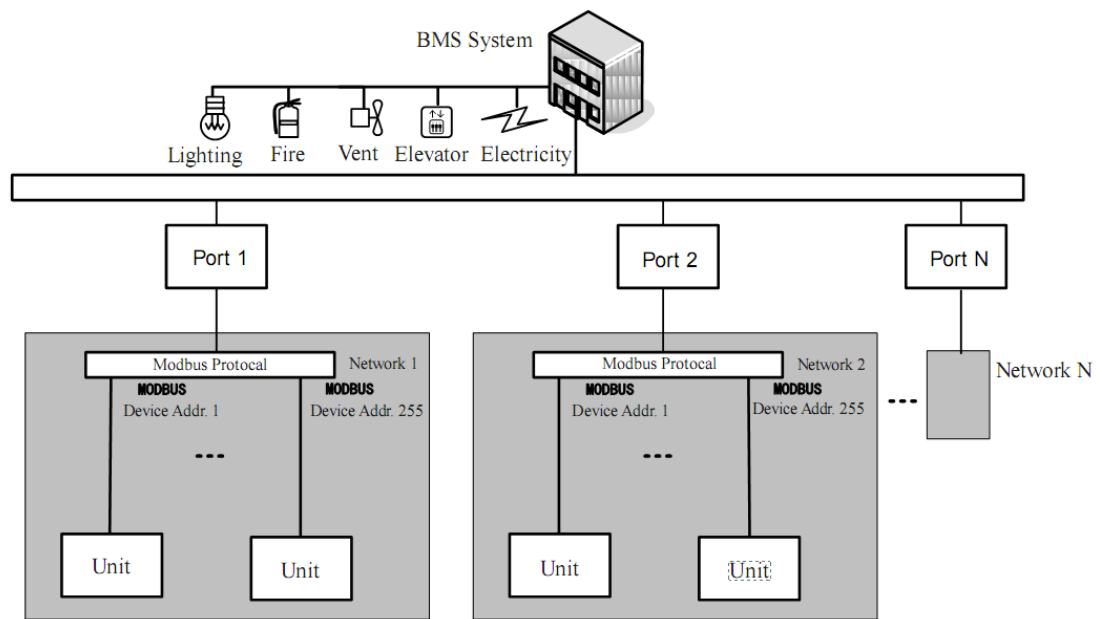 BMS System
Lighting
Fire
Vent
Elevator
Electricity
Port 1
Port 2
Port N
Modbus Protocal
Network 1
MODBUS
Device Addr. 1
MODBUS
Device Addr. 255
Unit
Unit
Modbus Protocal
Network 2
MODBUS
Device Addr. 1
MODBUS
Device Addr. 255
Unit
Unit
Network N